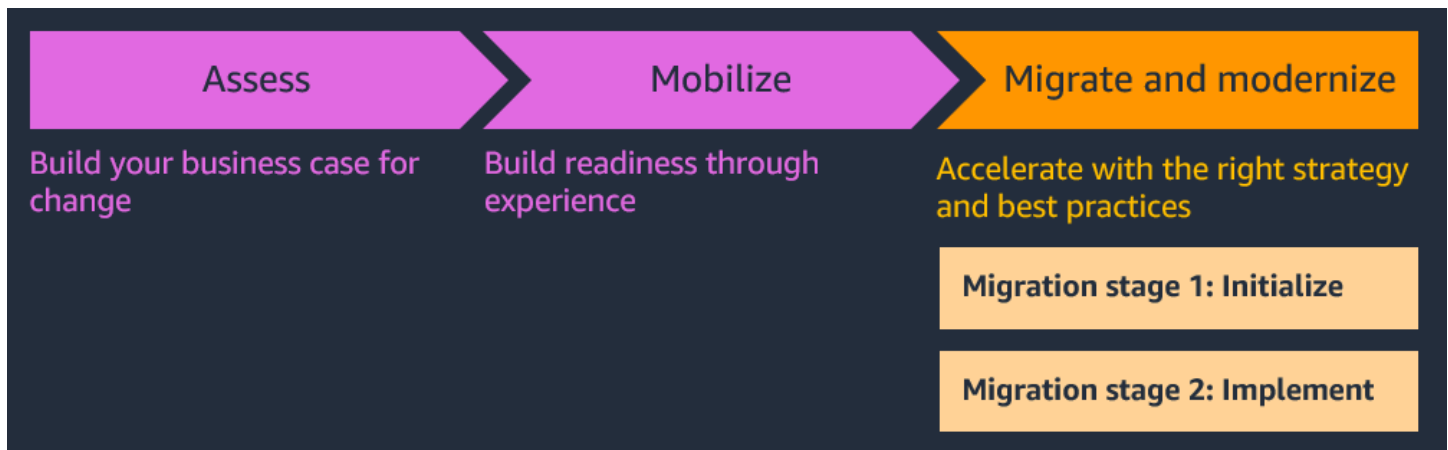 Assess
Mobilize
Migrate and modernize
Build your business case for
change
Build readiness through
experience
Accelerate with the right strategy
and best practices
Migration stage 1: Initialize
Migration stage 2: Implement